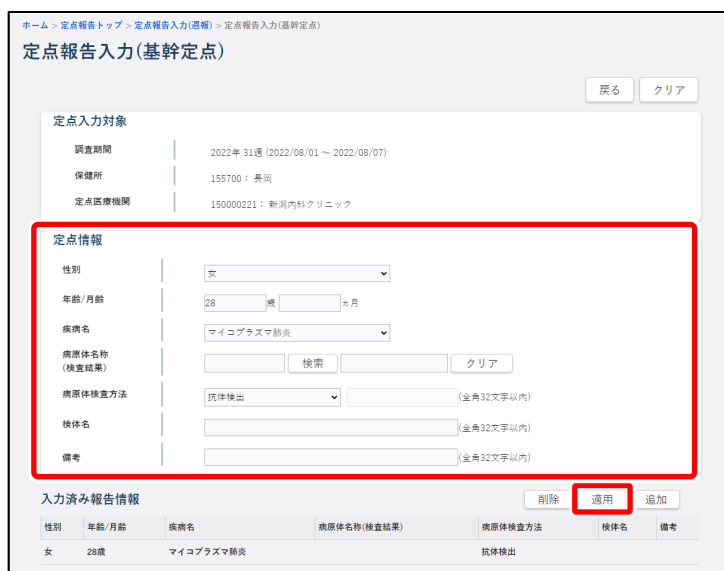 ホーム > 定点報告トップ > 定点報告入力(週報) > 定点報告入力(基幹定点)
定点報告入力(基幹定点)
戻る クリア
定点入力対象
調査期間 2022年 31週 (2022/08/01 ～ 2022/08/07)
保健所 155700： 長岡
定点医療機関 150000221： 新潟内科クリニック
定点情報
性別 女
年齢/月齢 28 歳 ヵ月
疾病名 マイコプラズマ肺炎
病原体名称
(検査結果) 検索 クリア
病原体検査方法 抗体検出 (全角32文字以内)
検体名 (全角32文字以内)
備考 (全角32文字以内)
入力済み報告情報 削除 適用 追加
性別 年齢/月齢 疾病名 病原体名称(検査結果) 病原体検査方法 検体名 備考
女 28歳 マイコプラズマ肺炎 抗体検出